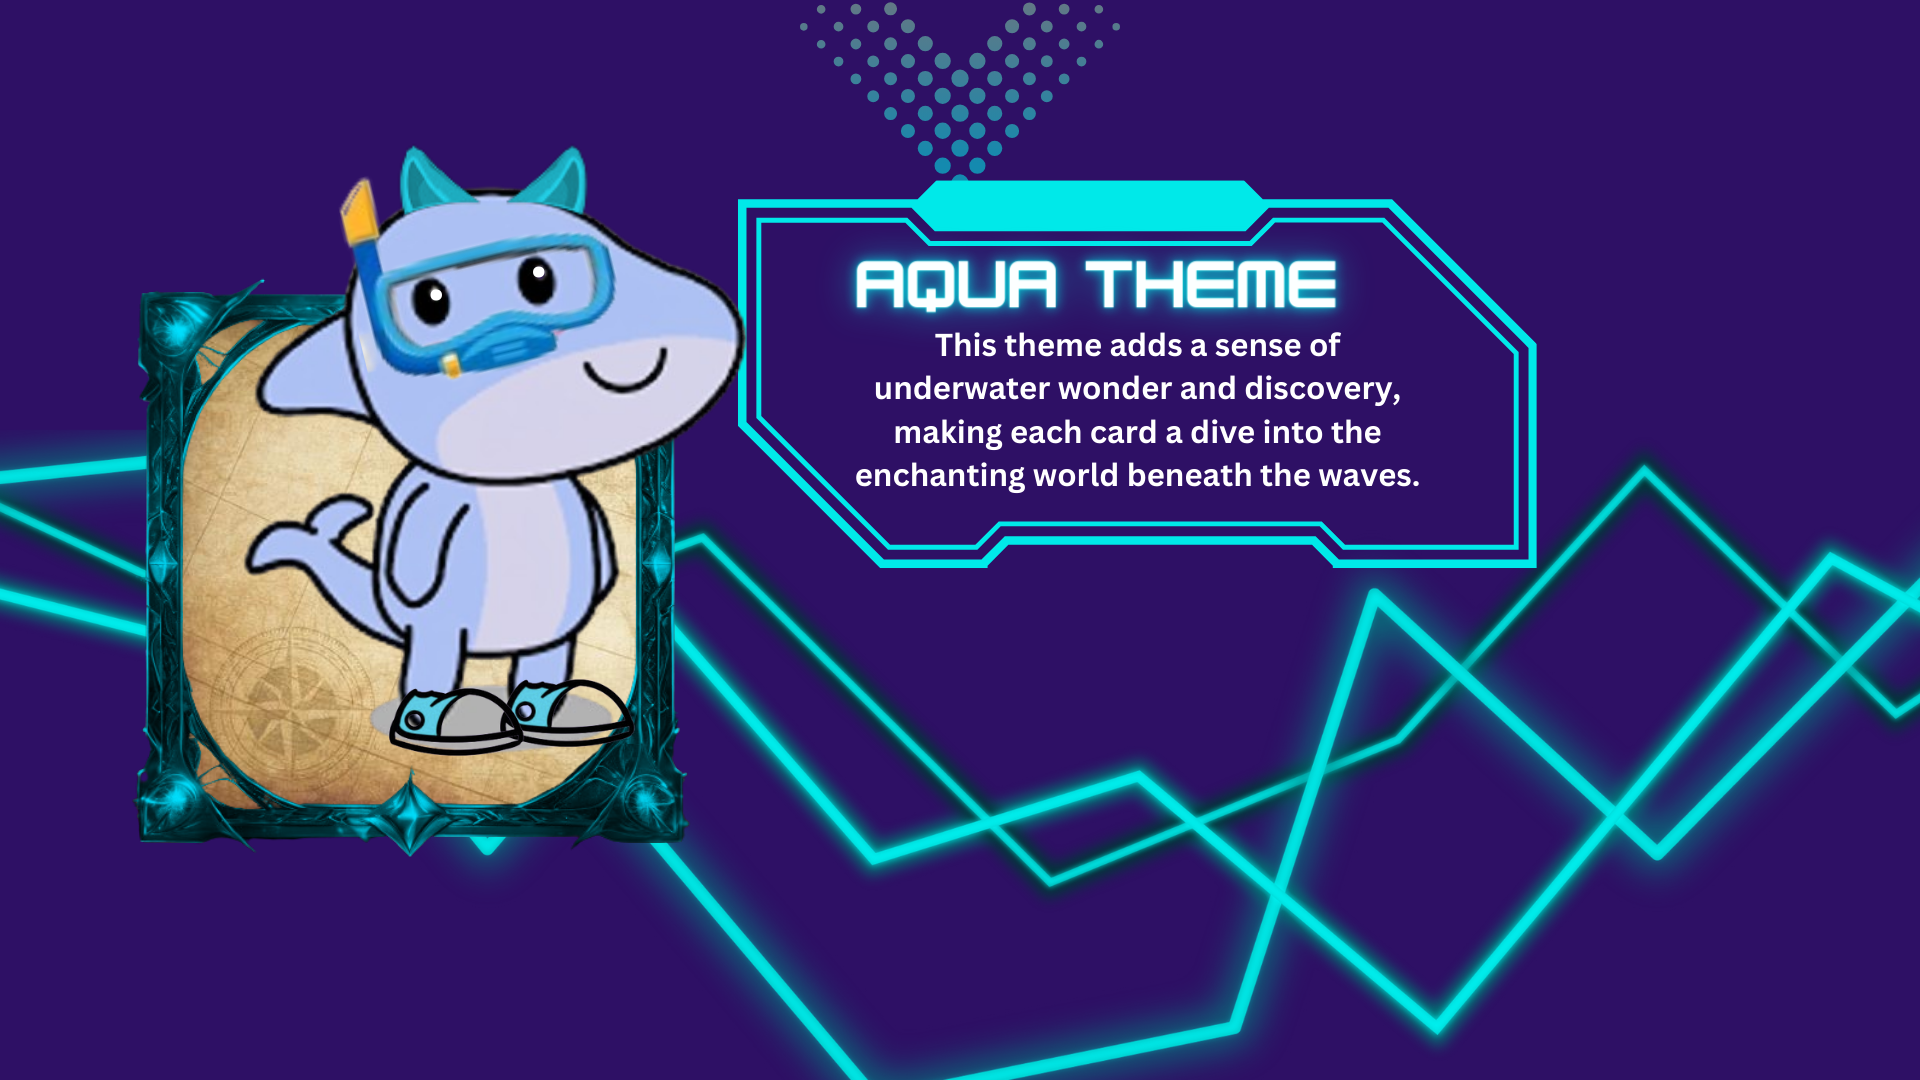 AQUA THEME
This theme adds a sense of
underwater wonder and discovery,
making each card a dive into the
enchanting world beneath the waves.